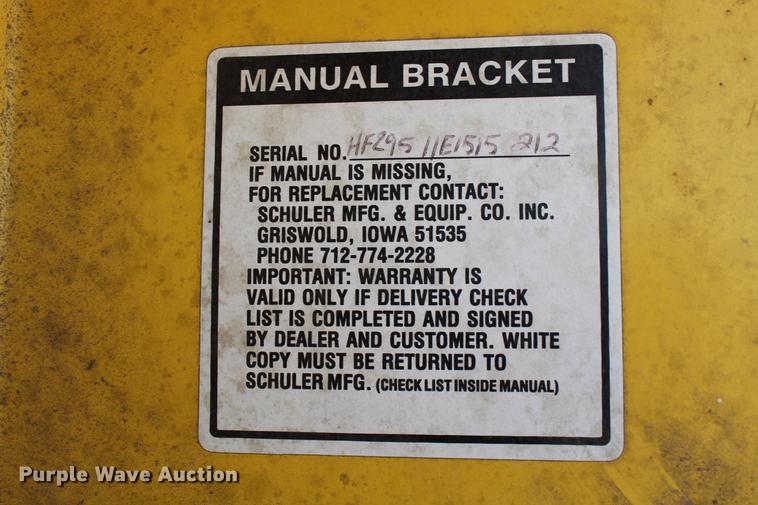 MANUAL BRACKET
SERIAL NO. HF295 11E1515 212
IF MANUAL IS MISSING,
FOR REPLACEMENT CONTACT:
SCHULER MFG. & EQUIP. CO. INC.
GRISWOLD, IOWA 51535
PHONE 712-774-2228
IMPORTANT: WARRANTY IS
VALID ONLY IF DELIVERY CHECK
LIST IS COMPLETED AND SIGNED
BY DEALER AND CUSTOMER. WHITE
COPY MUST BE RETURNED TO
SCHULER MFG. (CHECK LIST INSIDE MANUAL)
Purple Wave Auction